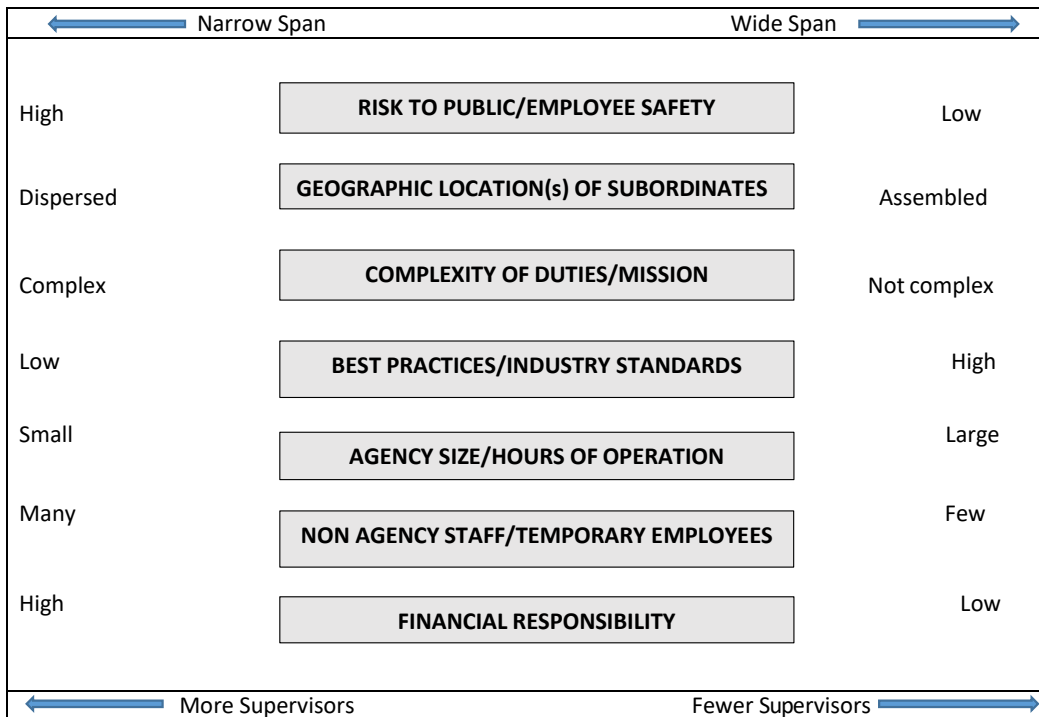 Narrow Span Wide Span
High RISK TO PUBLIC/EMPLOYEE SAFETY Low
Dispersed GEOGRAPHIC LOCATION(s) OF SUBORDINATES Assembled
Complex COMPLEXITY OF DUTIES/MISSION Not complex
Low BEST PRACTICES/INDUSTRY STANDARDS High
Small AGENCY SIZE/HOURS OF OPERATION Large
Many NON AGENCY STAFF/TEMPORARY EMPLOYEES Few
High FINANCIAL RESPONSIBILITY Low
More Supervisors Fewer Supervisors